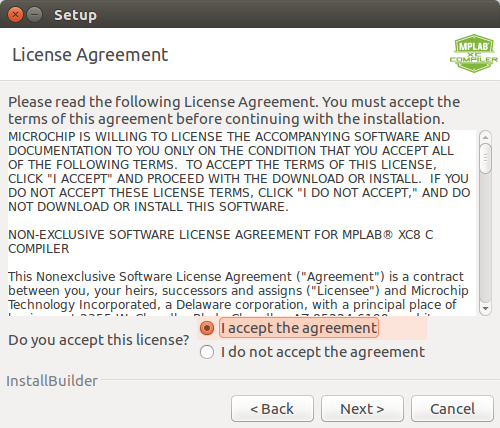 Setup
License Agreement
MPLAB
XC
COMPILER
Please read the following License Agreement. You must accept the
terms of this agreement before continuing with the installation.
MICROCHIP IS WILLING TO LICENSE THE ACCOMPANYING SOFTWARE AND
DOCUMENTATION TO YOU ONLY ON THE CONDITION THAT YOU ACCEPT ALL
OF THE FOLLOWING TERMS.  TO ACCEPT THE TERMS OF THIS LICENSE,
CLICK "I ACCEPT" AND PROCEED WITH THE DOWNLOAD OR INSTALL.  IF YOU
DO NOT ACCEPT THESE LICENSE TERMS, CLICK "I DO NOT ACCEPT," AND DO
NOT DOWNLOAD OR INSTALL THIS SOFTWARE.
NON-EXCLUSIVE SOFTWARE LICENSE AGREEMENT FOR MPLAB® XC8 C
COMPILER
This Nonexclusive Software License Agreement ("Agreement") is a contract
between you, your heirs, successors and assigns ("Licensee") and Microchip
Technology Incorporated, a Delaware corporation, with a principal place of
Do you accept this license?
I accept the agreement
I do not accept the agreement
InstallBuilder
< Back
Next >
Cancel